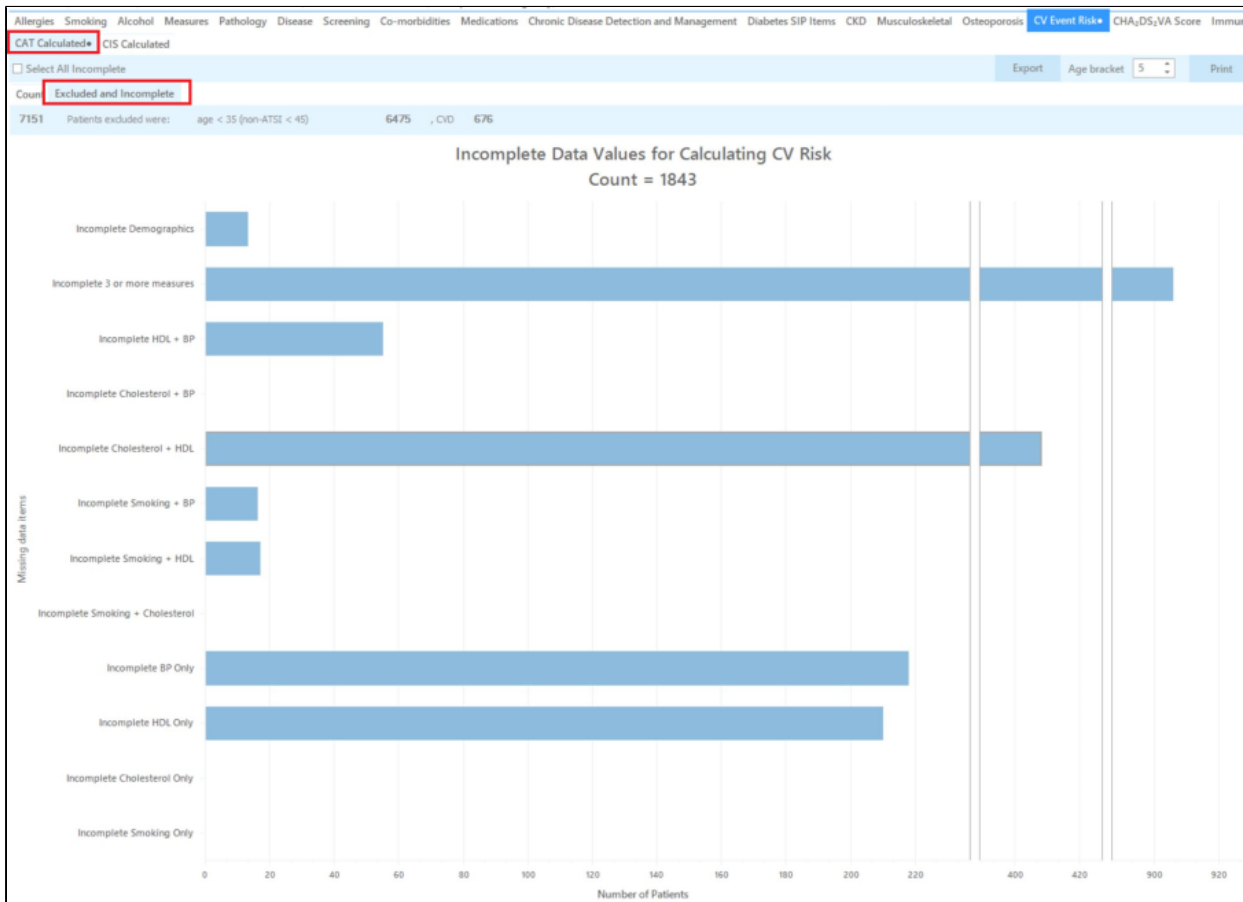 Allergies Smoking Alcohol Measures Pathology Disease Screening Co-morbidities Medications Chronic Disease Detection and Management Diabetes SIP Items CKD Musculoskeletal Osteoporosis CV Event Risk• CHA₂DS₂VA Score Immu
CAT Calculated• CIS Calculated
Select All Incomplete Export Age bracket 5 Print
Count Excluded and Incomplete
7151 Patients excluded were: age < 35 (non-ATSI < 45) 6475 , CVD 676
Incomplete Data Values for Calculating CV Risk
Count = 1843
Incomplete Demographics
Incomplete 3 or more measures
Incomplete HDL + BP
Incomplete Cholesterol + BP
Incomplete Cholesterol + HDL
Incomplete Smoking + BP
Incomplete Smoking + HDL
Incomplete Smoking + Cholesterol
Incomplete BP Only
Incomplete HDL Only
Incomplete Cholesterol Only
Incomplete Smoking Only
Missing data items
0 20 40 60 80 100 120 140 160 180 200 220 400 420 900 920
Number of Patients